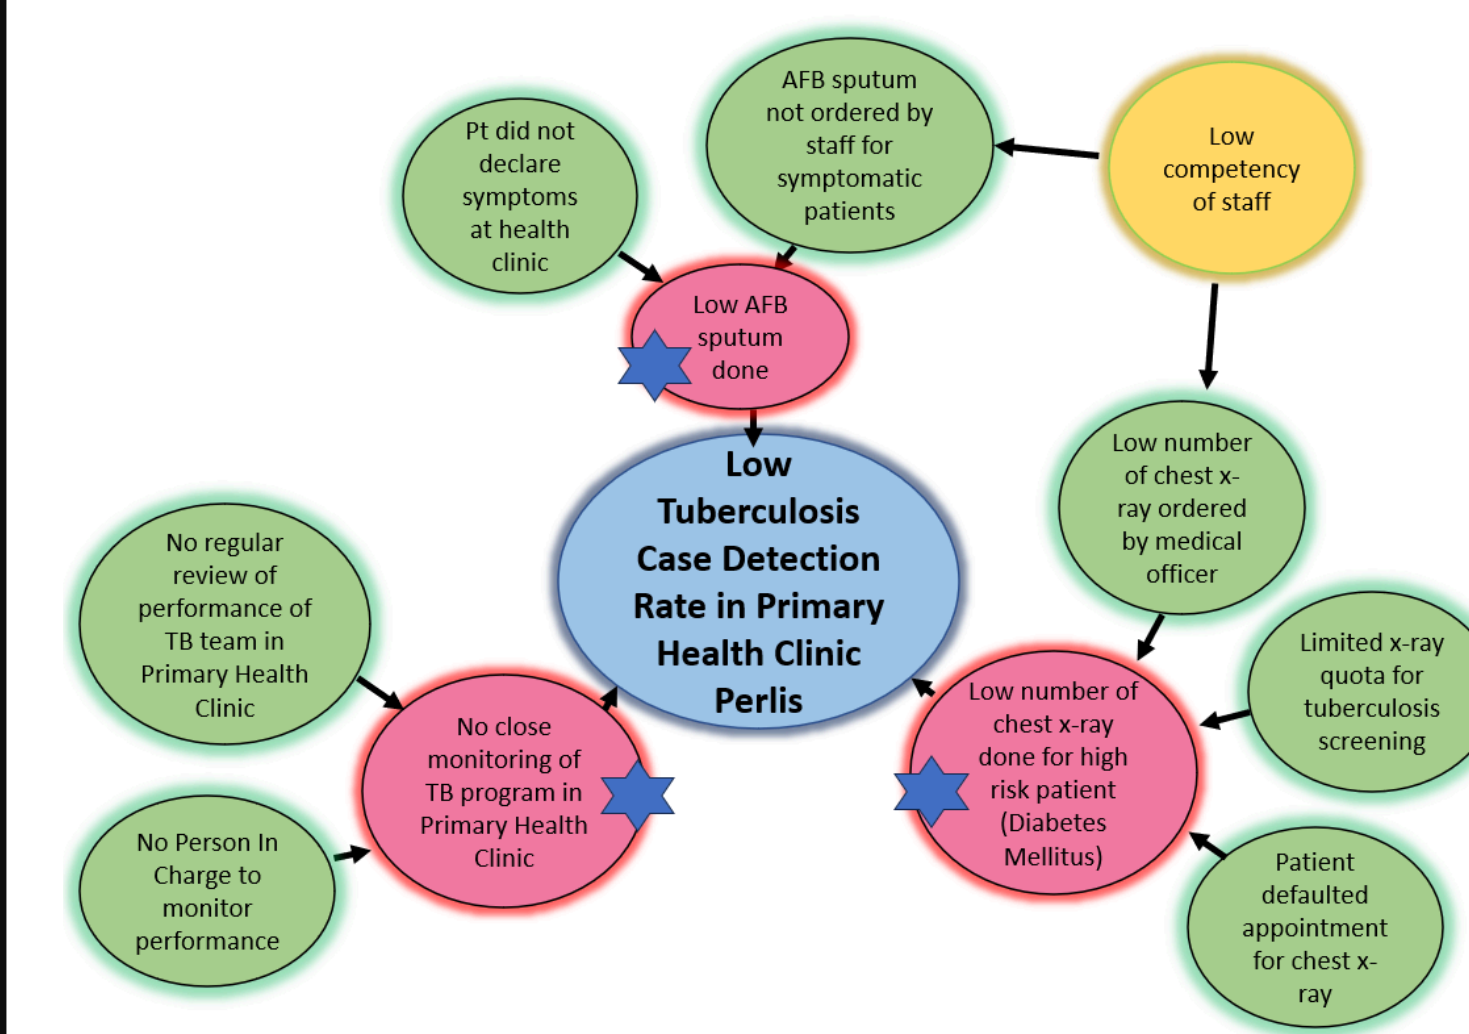 AFB sputum
not ordered by
staff for
symptomatic
patients
Low
competency
of staff
Pt did not
declare
symptoms
at health
clinic
Low AFB
sputum
done
Low
Tuberculosis
Case Detection
Rate in Primary
Health Clinic
Perlis
Low number
of chest x-
ray ordered
by medical
officer
No regular
review of
performance of
TB team in
Primary Health
Clinic
Limited x-ray
quota for
tuberculosis
screening
No close
monitoring of
TB program in
Primary Health
Clinic
Low number of
chest x-ray
done for high
risk patient
(Diabetes
Mellitus)
No Person In
Charge to
monitor
performance
Patient
defaulted
appointment
for chest x-
ray